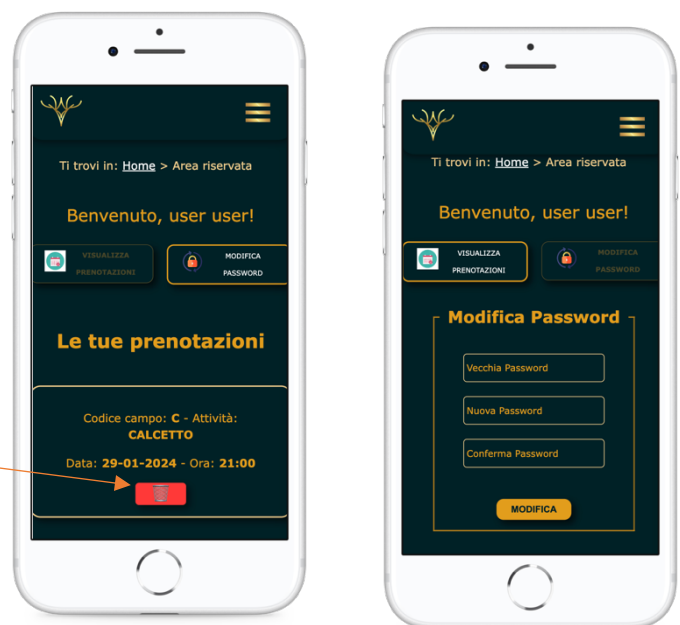 Ti trovi in: Home > Area riservata
Benvenuto, user user!
VISUALIZZA
PRENOTAZIONI
MODIFICA
PASSWORD
Le tue prenotazioni
Codice campo: C - Attività:
CALCETTO
Data: 29-01-2024 - Ora: 21:00
Ti trovi in: Home > Area riservata
Benvenuto, user user!
VISUALIZZA
PRENOTAZIONI
MODIFICA
PASSWORD
Modifica Password
Vecchia Password
Nuova Password
Conferma Password
MODIFICA